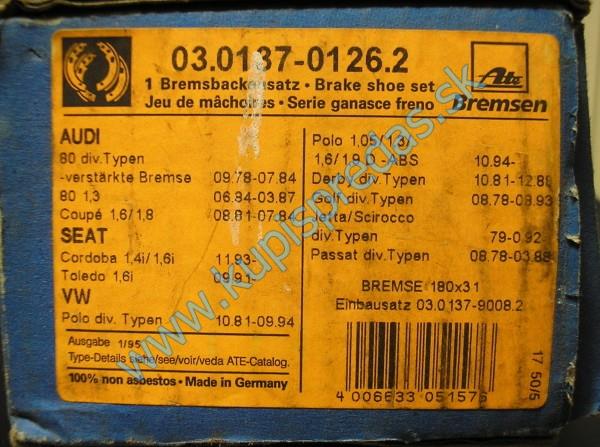 03.0137-0126.2
1 Bremsbackensatz • Brake shoe set
Jeu de mâchoires • Serie ganasce freno
Ate
Bremsen
AUDI
80 div.Typen
-verstärkte Bremse 09.78-07.84
80 1,3 06.84-03.87
Coupé 1,6/1,8 08.81-07.84
SEAT
Cordoba 1,4i/1,6i 11.93-
Toledo 1,6i 09.91-
VW
Polo div. Typen 10.81-09.94
Polo 1,05/1,3/
1,6/1,9 D -ABS 10.94-
Derby div.Typen 10.81-12.88
Golf div. Typen 08.78-08.93
Jetta/Scirocco
div.Typen 79-0.92-
Passat div.Typen 08.78-03.88
BREMSE 180x31
Einbausatz 03.0137-9008.2
Ausgabe 1/95
Type-Details siehe/see/voir/veda ATE-Catalog.
100% non asbestos • Made in Germany
4 006633 051576
17 50/5
www.kupispredas.sk